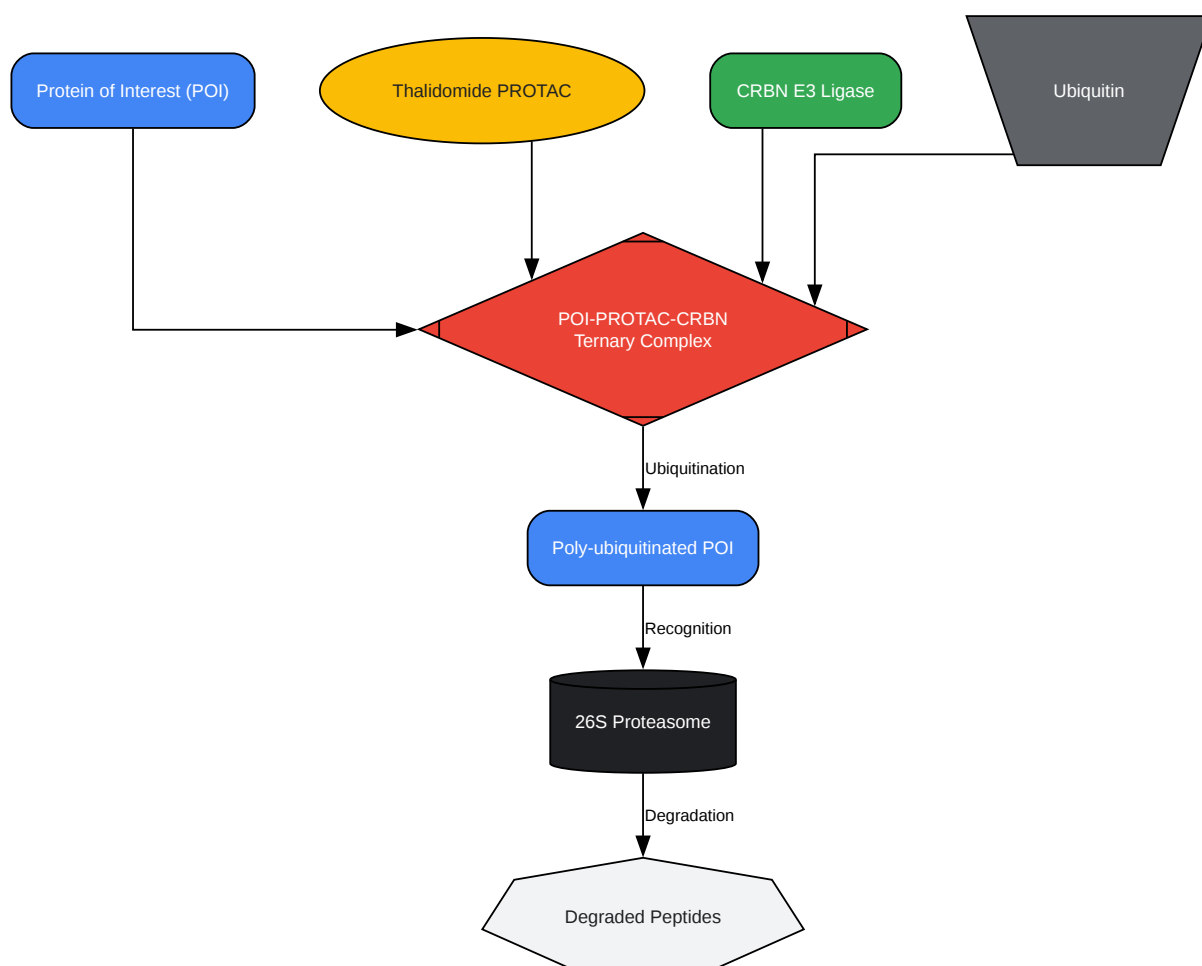 Protein of Interest (POI)
Thalidomide PROTAC
CRBN E3 Ligase
Ubiquitin
POI-PROTAC-CRBN
Ternary Complex
Ubiquitination
Poly-ubiquitinated POI
Recognition
26S Proteasome
Degradation
Degraded Peptides